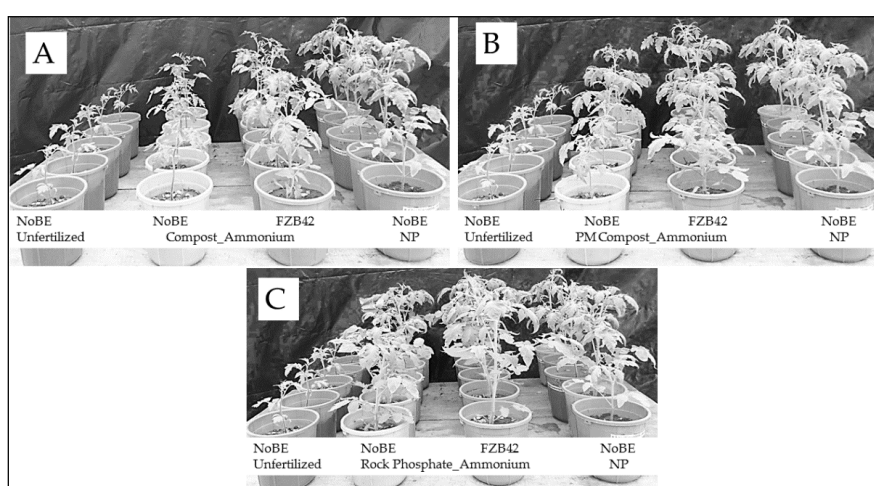 A
NoBE NoBE FZB42 NoBE
Unfertilized Compost_Ammonium NP
B
NoBE NoBE FZB42 NoBE
Unfertilized PM Compost_Ammonium NP
C
NoBE NoBE FZB42 NoBE
Unfertilized Rock Phosphate_Ammonium NP